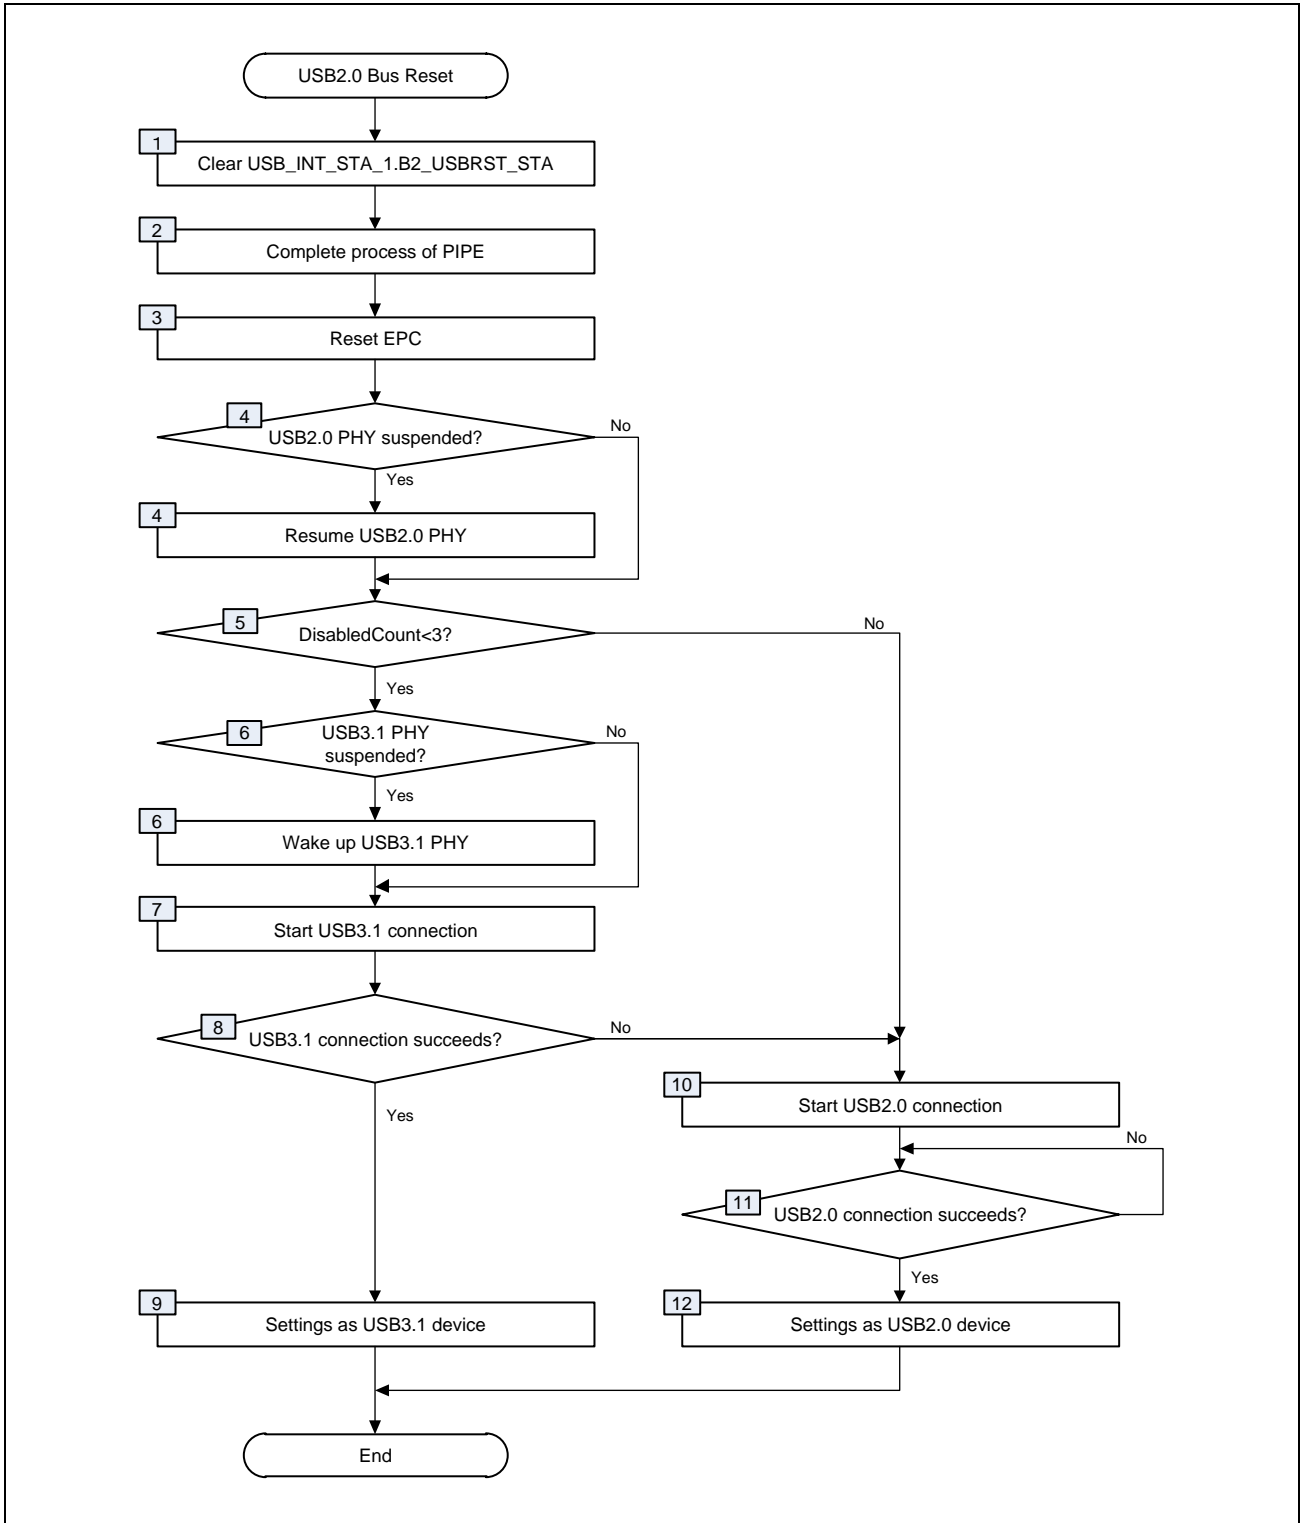 USB2.0 Bus Reset
1
Clear USB_INT_STA_1.B2_USBRST_STA
2
Complete process of PIPE
3
Reset EPC
4
USB2.0 PHY suspended?
No
Yes
4
Resume USB2.0 PHY
5
DisabledCount<3?
No
Yes
6
USB3.1 PHY
suspended?
No
Yes
6
Wake up USB3.1 PHY
7
Start USB3.1 connection
8
USB3.1 connection succeeds?
No
Yes
10
Start USB2.0 connection
No
11
USB2.0 connection succeeds?
Yes
9
Settings as USB3.1 device
12
Settings as USB2.0 device
End